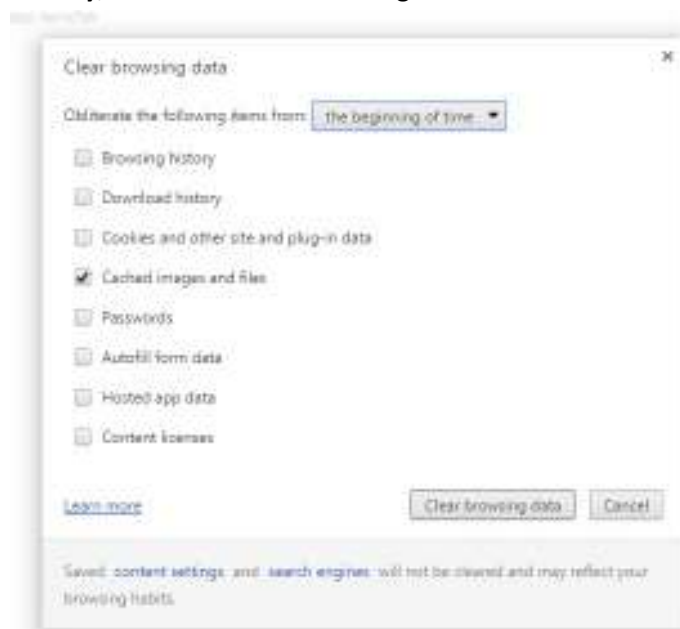 Clear browsing data
×
Obliterate the following items from: the beginning of time
Browsing history
Download history
Cookies and other site and plug-in data
Cached images and files
Passwords
Autofill form data
Hosted app data
Content licenses
Learn more Clear browsing data Cancel
Saved content settings and search engines will not be cleared and may reflect your
browsing habits.